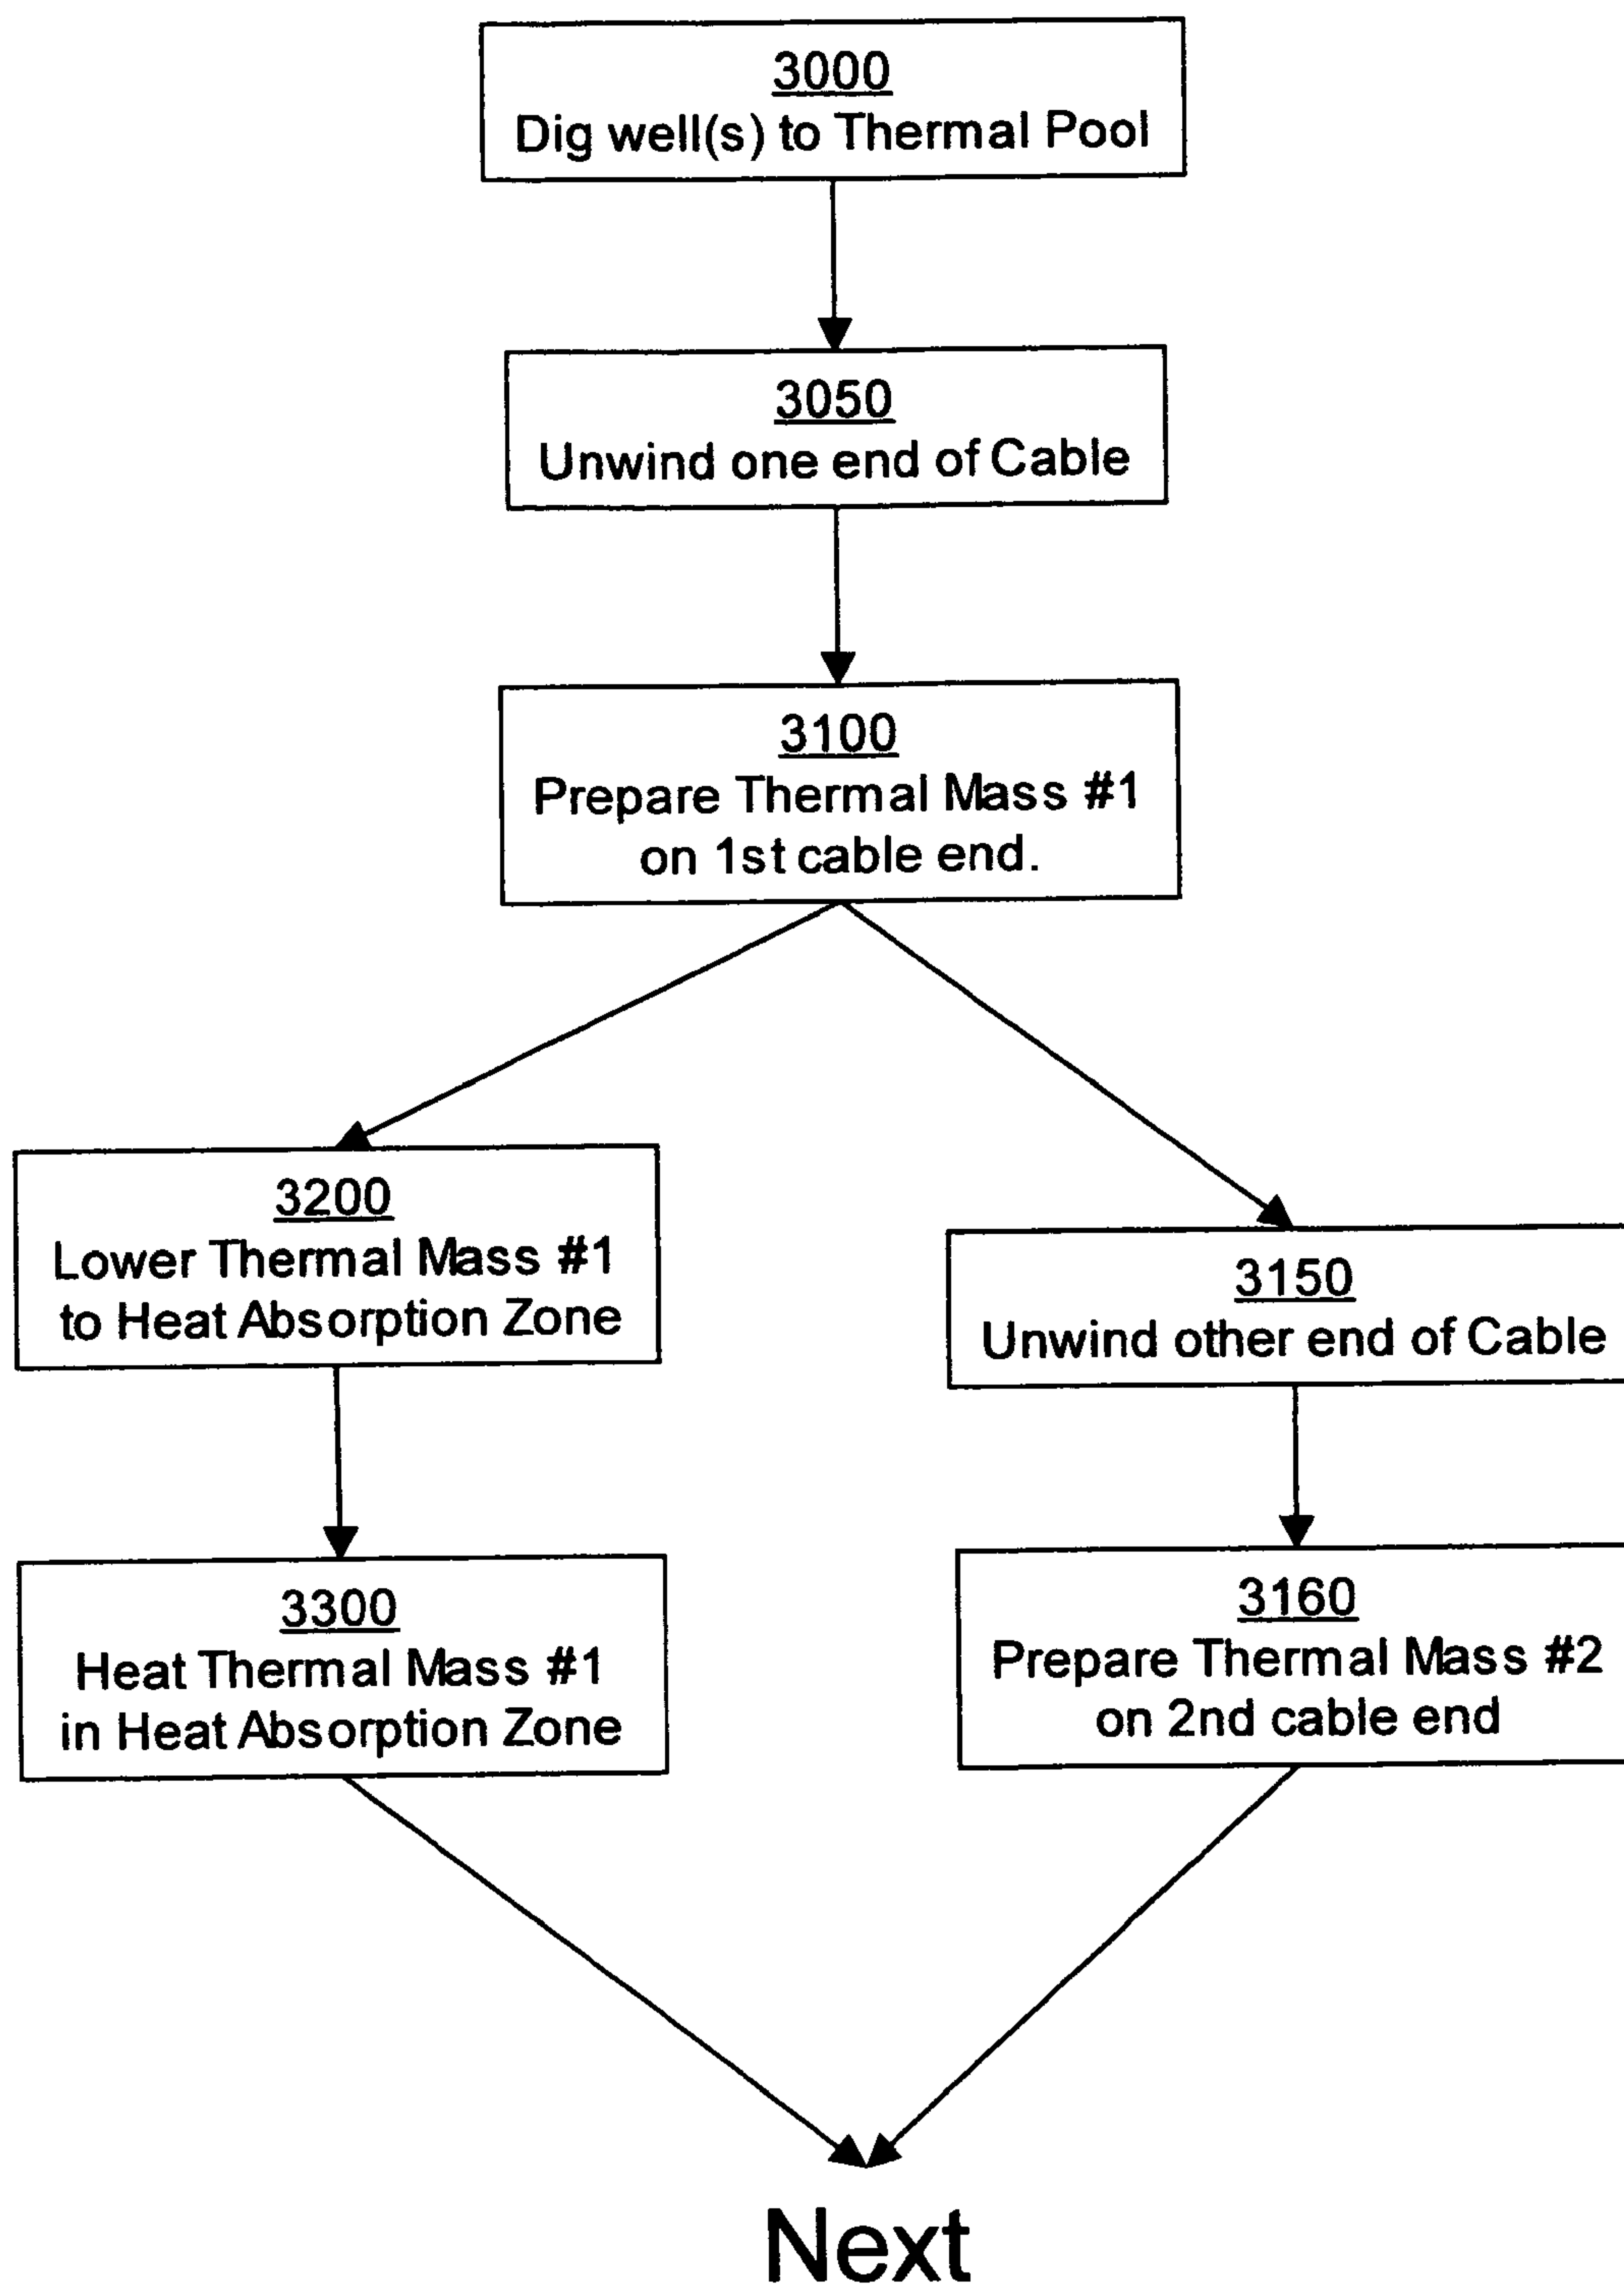 3000
Dig well(s) to Thermal Pool
3050
Unwind one end of Cable
3100
Prepare Thermal Mass #1
on 1st cable end.
3200
Lower Thermal Mass #1
to Heat Absorption Zone
3150
Unwind other end of Cable
3300
Heat Thermal Mass #1
in Heat Absorption Zone
3160
Prepare Thermal Mass #2
on 2nd cable end
Next